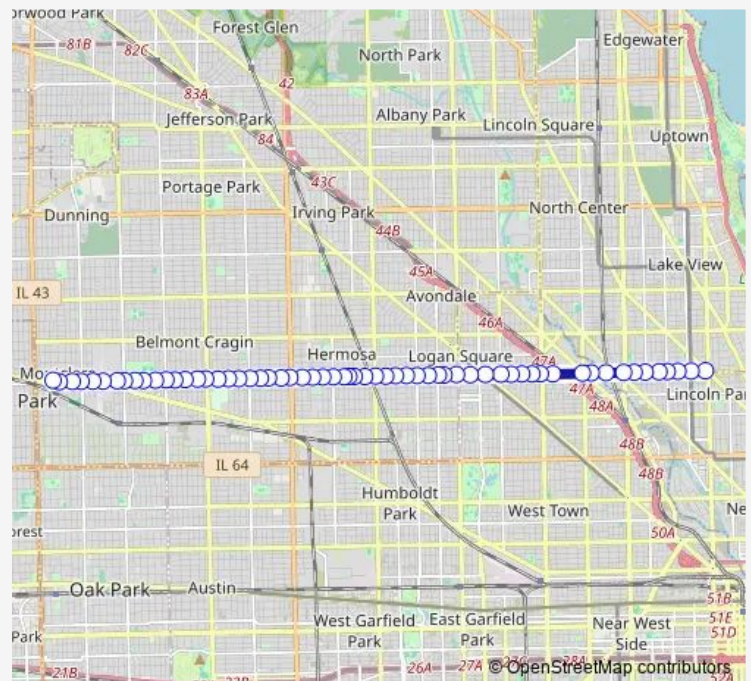 orwood Park
Forest Glen
Edgewater
81B
82C
North Park
42
83A
Jefferson Park
Albany Park
Lincoln Square
84
Uptown
Portage Park
43C
Dunning
Irving Park
North Center
44B
Lake View
45A
IL 43
Avondale
46A
Belmont Cragin
Hermosa
Logan Square
47A
Park
47A
Lincoln Par
48A
48B
IL 64
48B
Humboldt
Park
West Town
Ne
orest
50A
Oak Park
Austin
51B
West Garfield
Park
East Garfield
Park
Near West
Side
51E
51D
Park
21B
26A
27A
© OpenStreetMap contributors